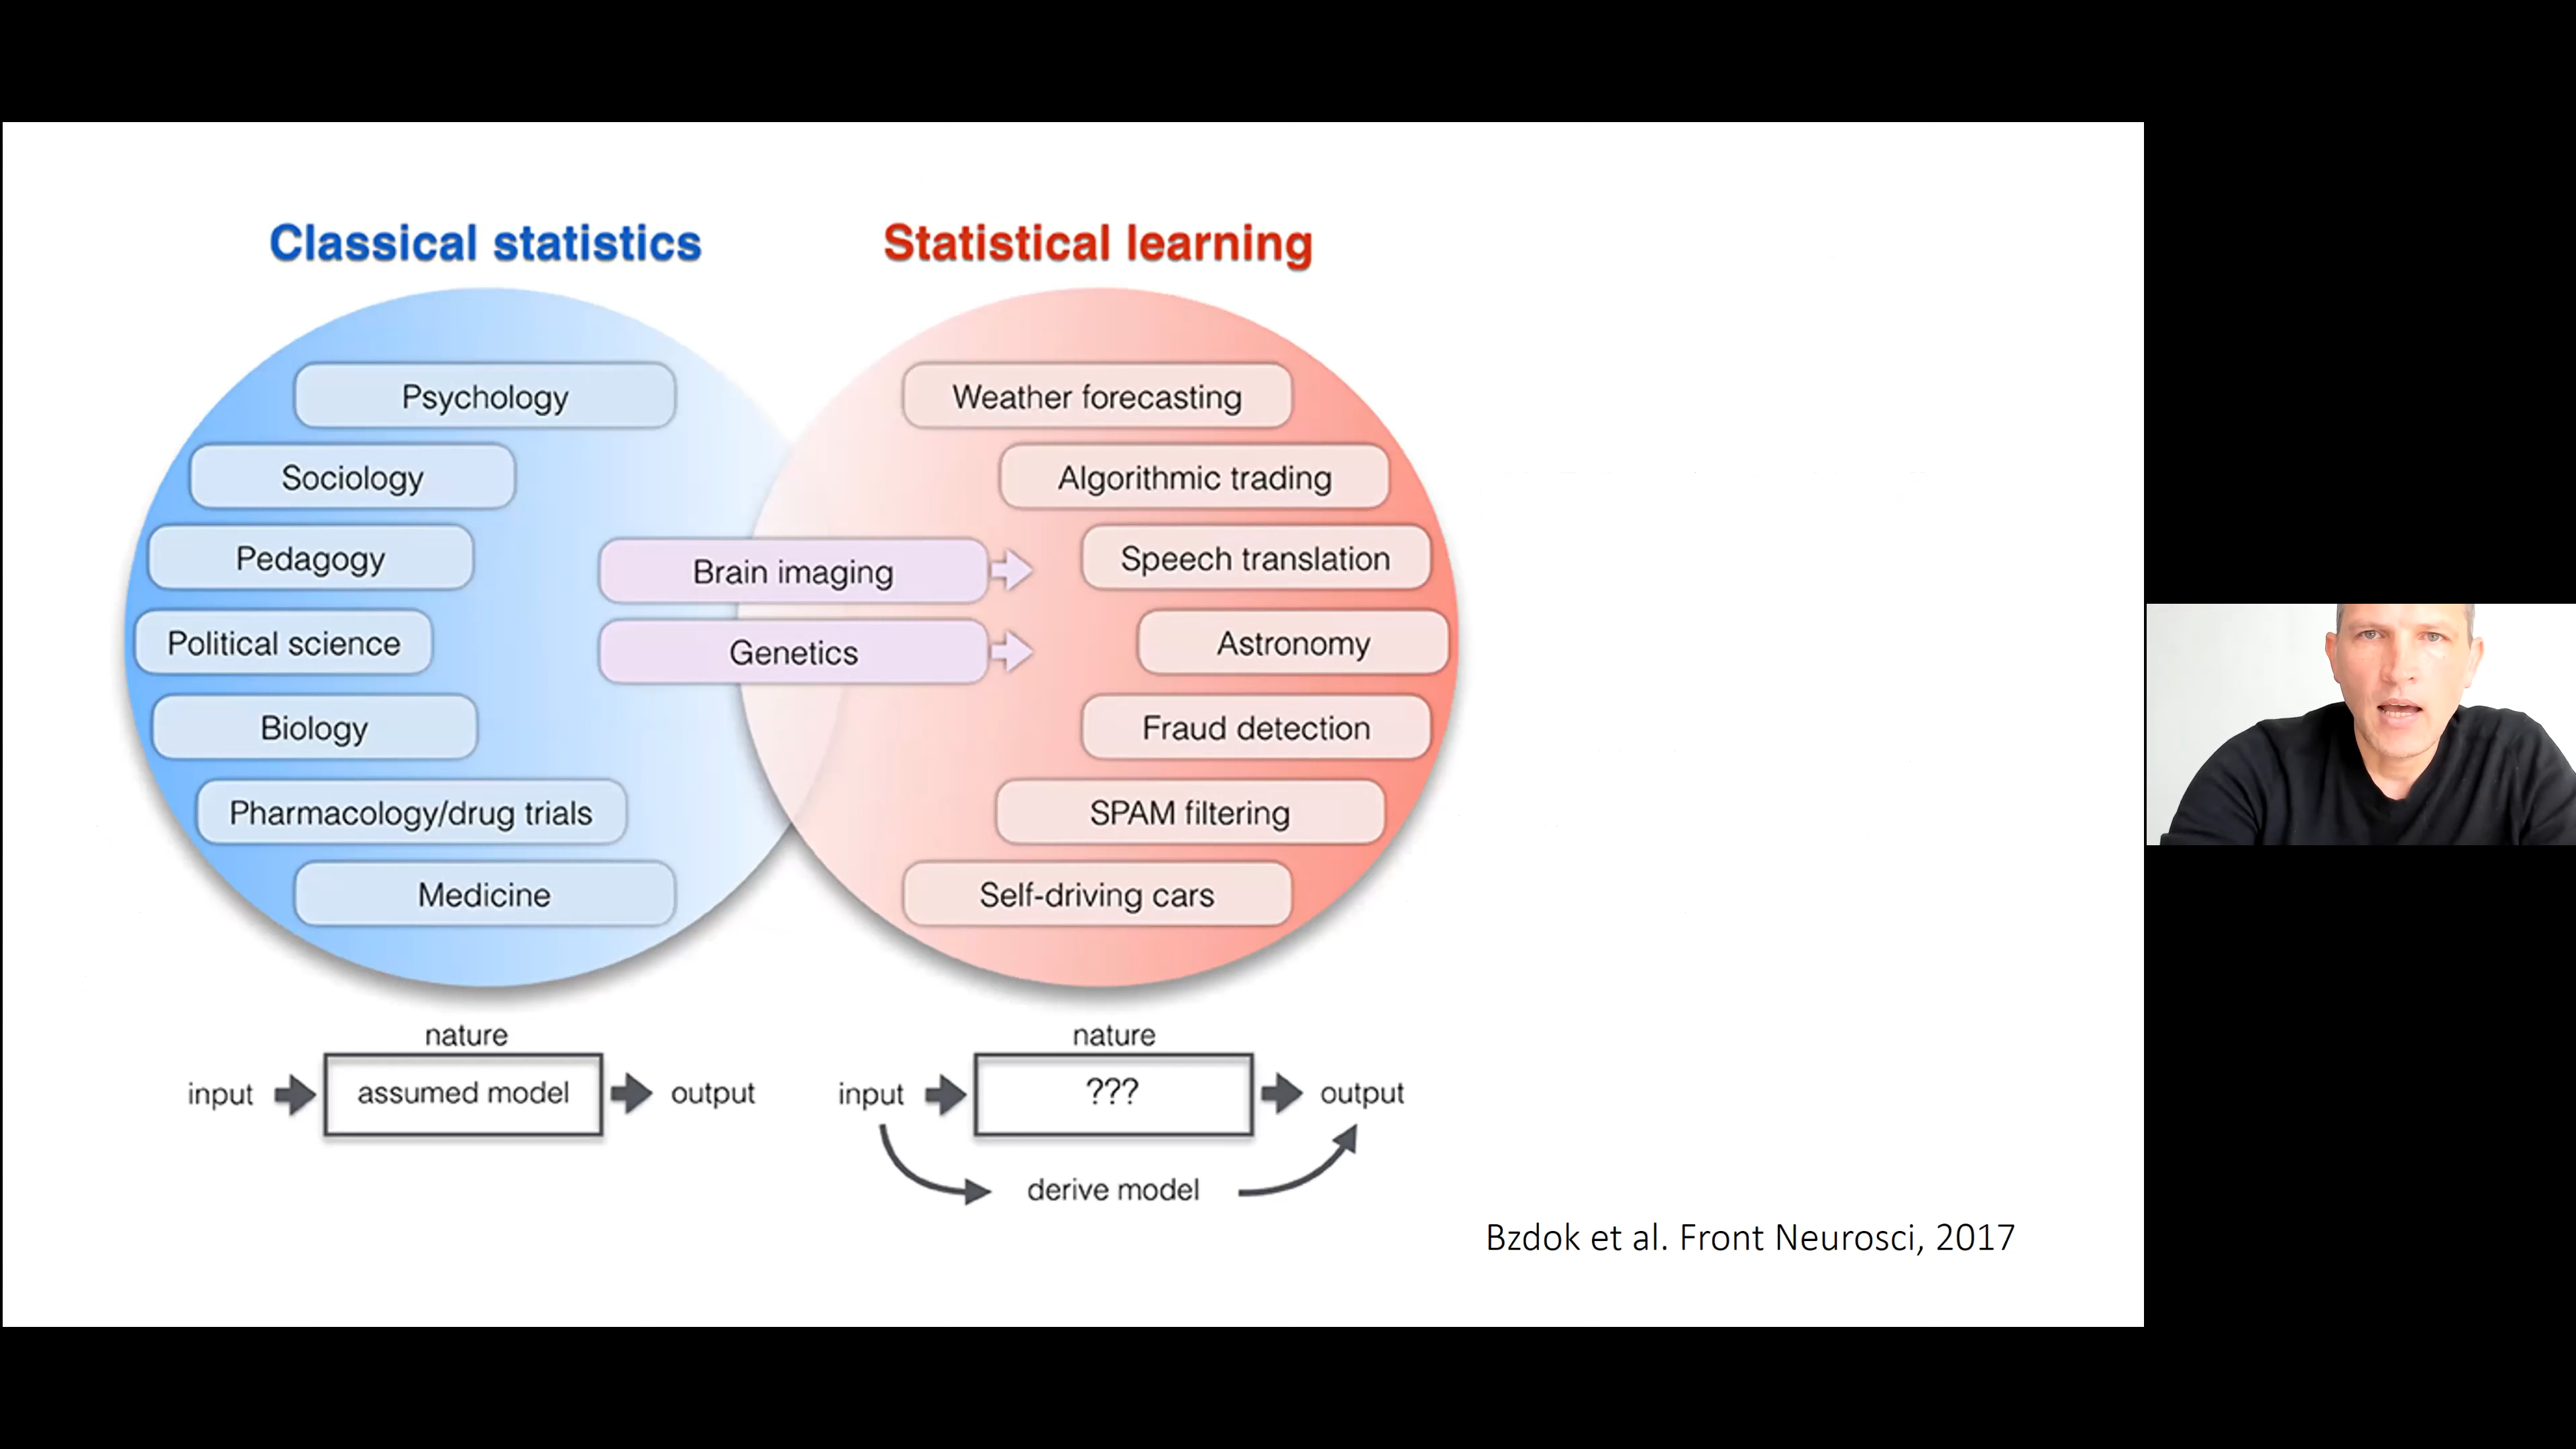 Classical statistics
Statistical learning
Psychology
Sociology
Pedagogy
Political science
Biology
Pharmacology/drug trials
Medicine
Brain imaging
Genetics
Weather forecasting
Algorithmic trading
Speech translation
Astronomy
Fraud detection
SPAM filtering
Self-driving cars
nature
input
assumed model
output
nature
input
???
output
derive model
Bzdok et al. Front Neurosci, 2017